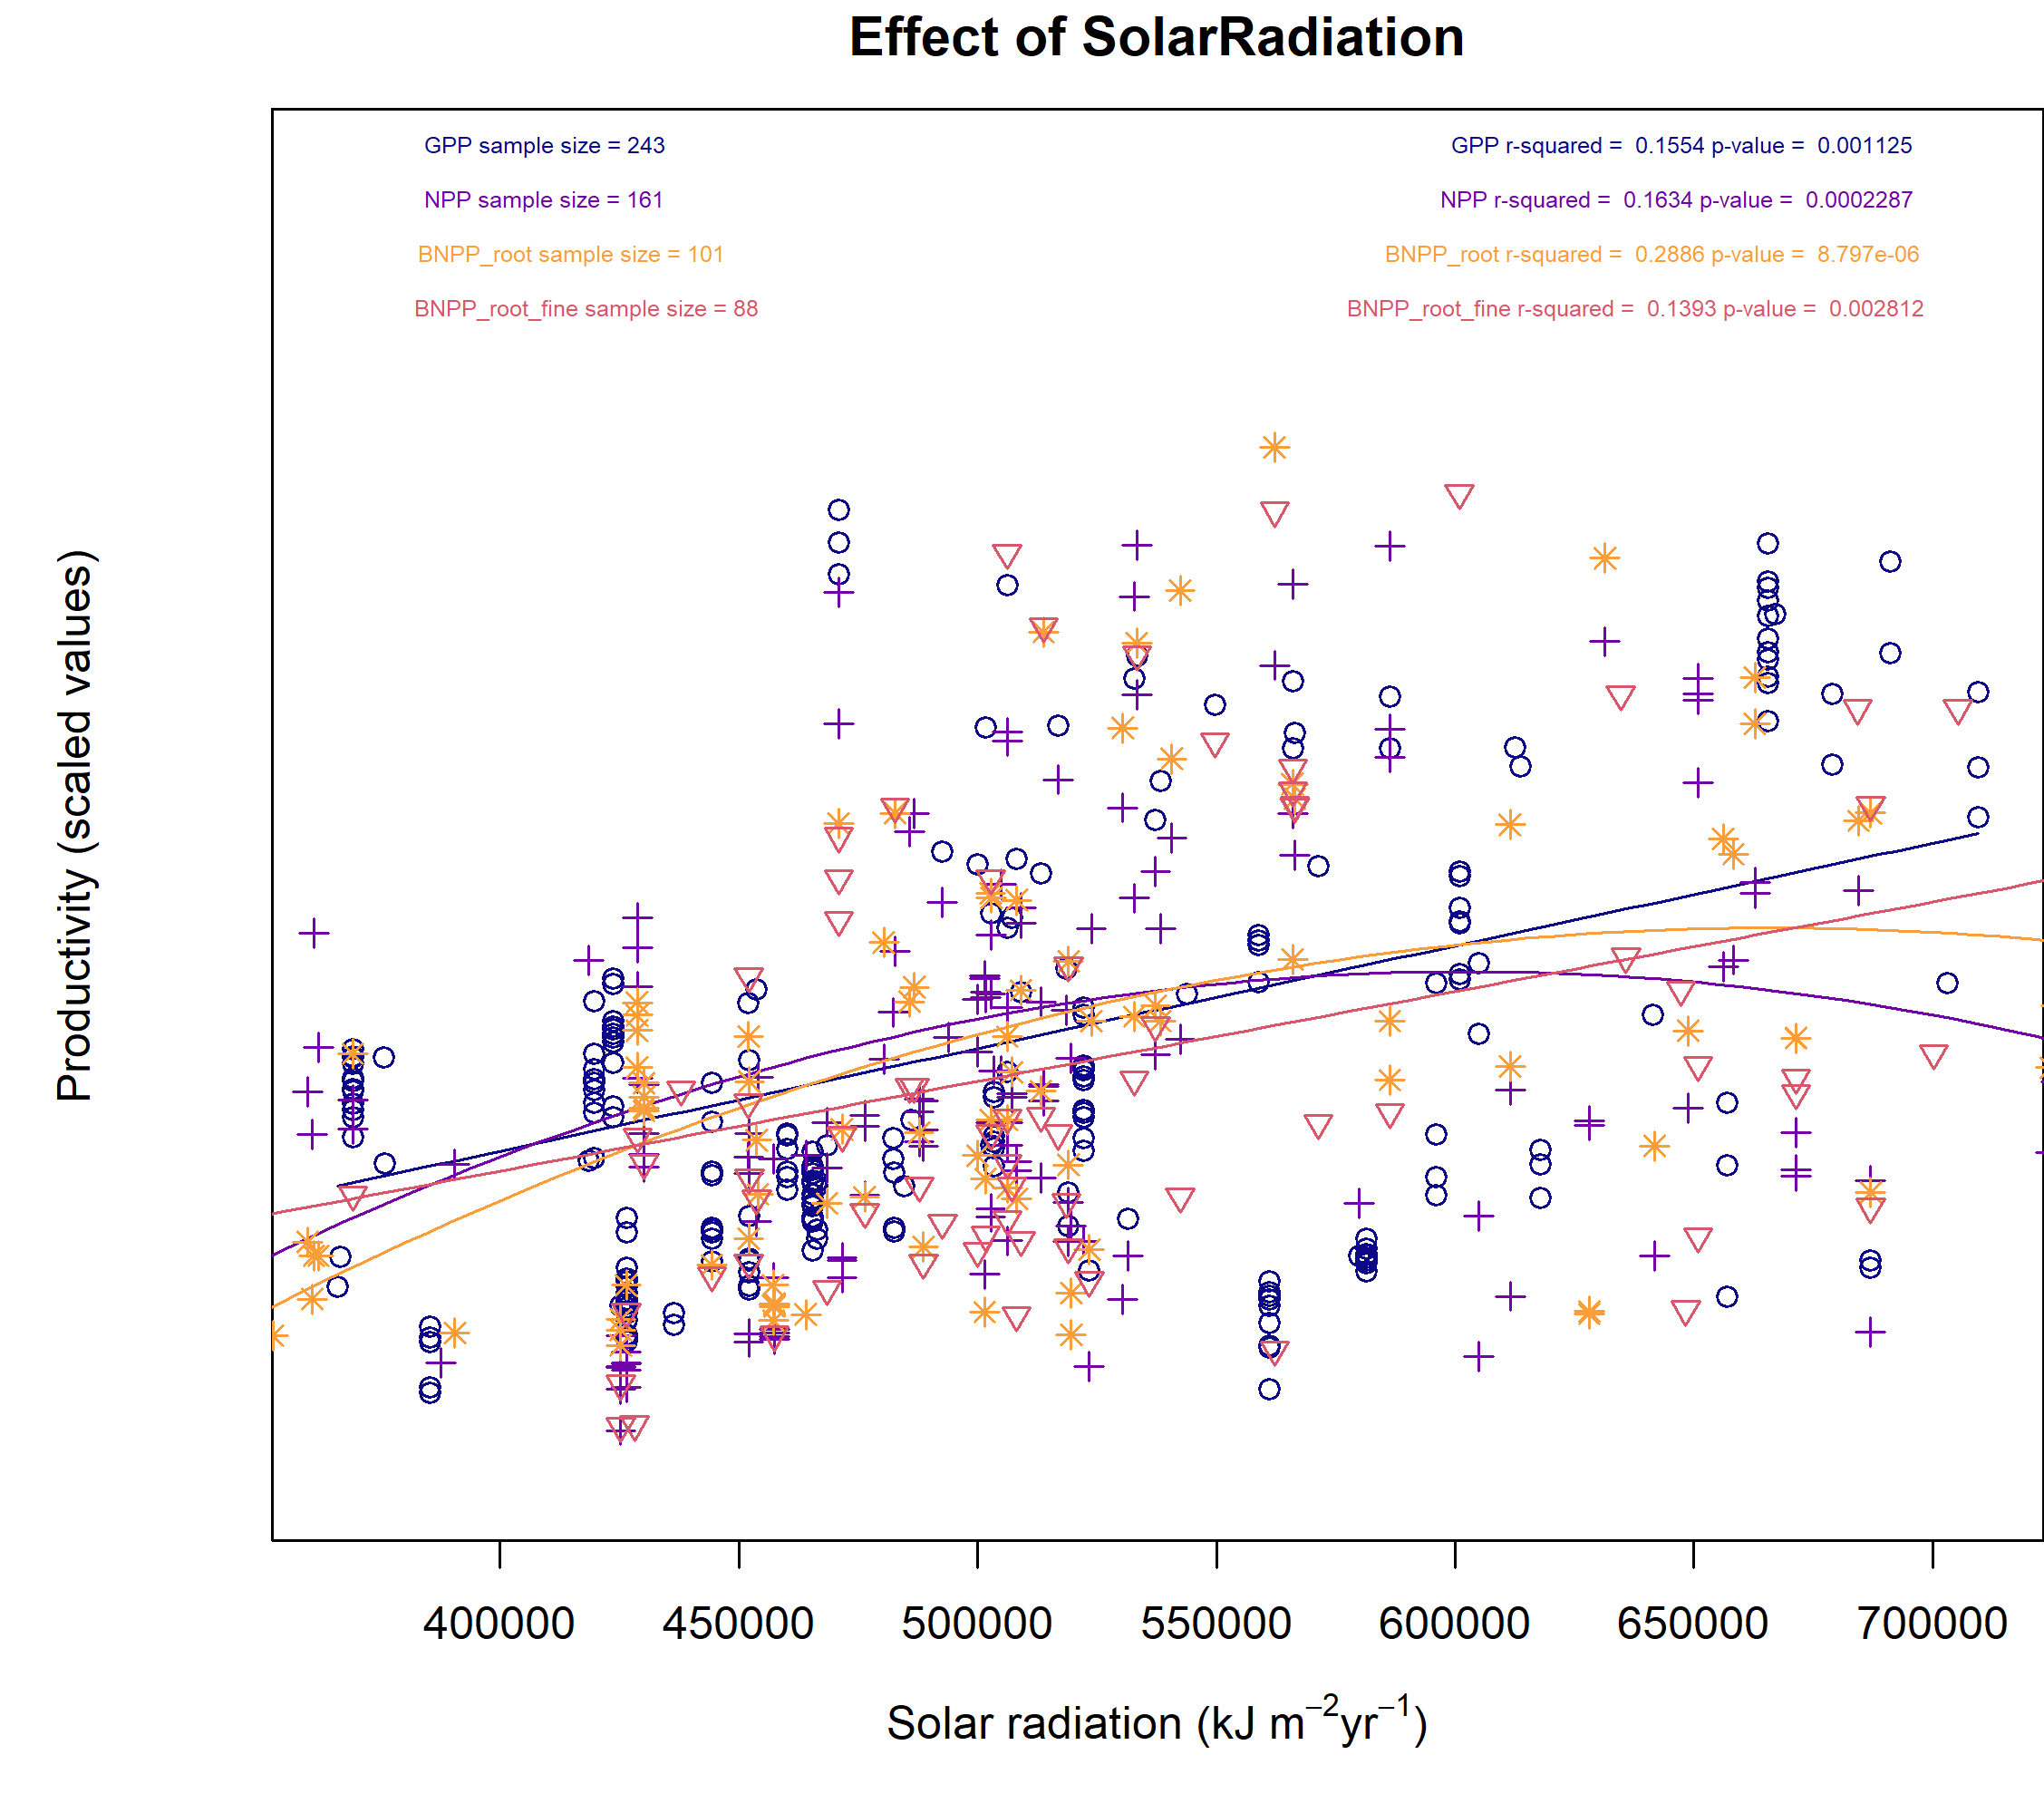 Effect of SolarRadiation
GPP sample size = 243
GPP r-squared = 0.1554 p-value = 0.001125
NPP sample size = 161
NPP r-squared = 0.1634 p-value = 0.0002287
BNPP_root sample size = 101
BNPP_root r-squared = 0.2886 p-value = 8.797e-06
BNPP_root_fine sample size = 88
BNPP_root_fine r-squared = 0.1393 p-value = 0.002812
Productivity (scaled values)
400000 450000 500000 550000 600000 650000 700000
Solar radiation (kJ m⁻²yr⁻¹)